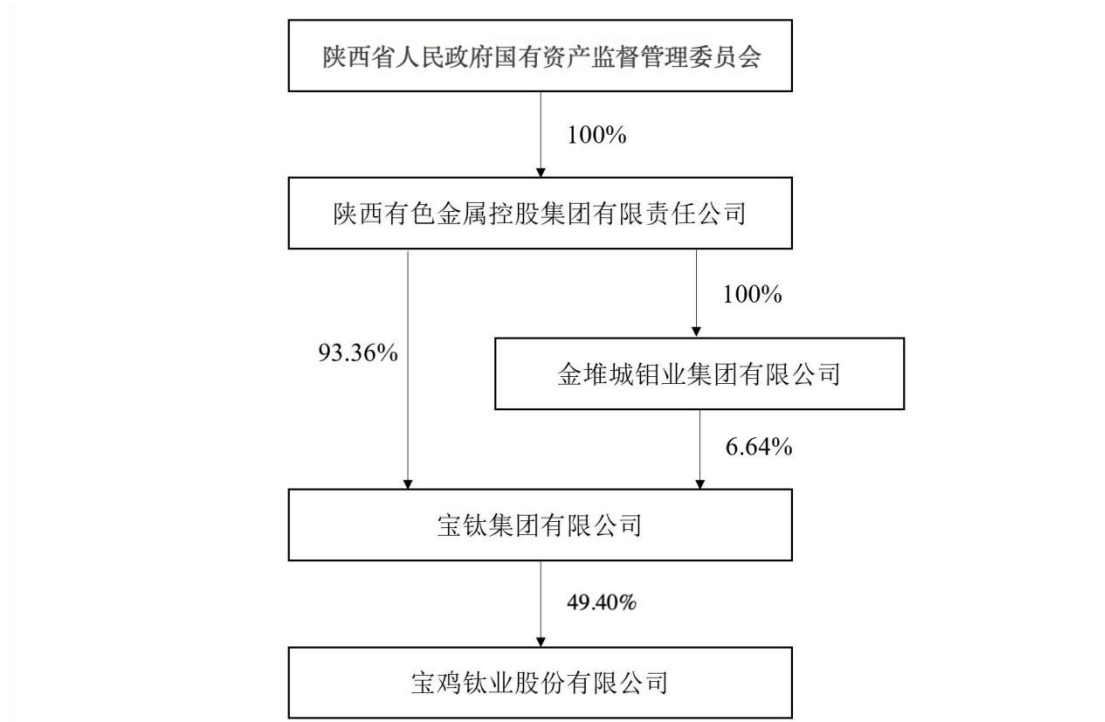 陕西省人民政府国有资产监督管理委员会
100%
陕西有色金属控股集团有限责任公司
100%
93.36%
金堆城钼业集团有限公司
6.64%
宝钛集团有限公司
49.40%
宝鸡钛业股份有限公司